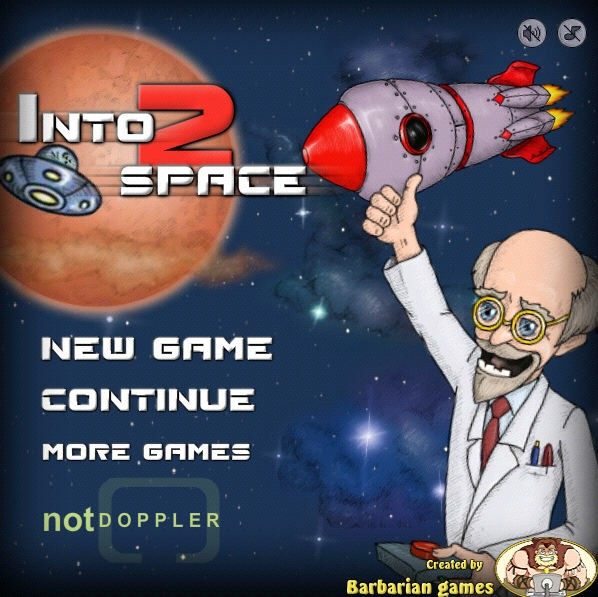 INTO 2
SPACE
NEW GAME
CONTINUE
MORE GAMES
notDOPPLER
Created by
Barbarian games